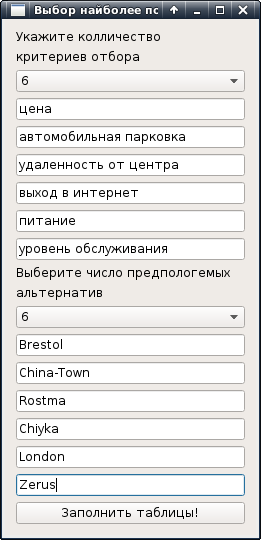 Выбор наиболее пс
Укажите колличество
критериев отбора
6
цена
автомобильная парковка
удаленность от центра
выход в интернет
питание
уровень обслуживания
Выберите число предпологемых
альтернатив
6
Brestol
China-Town
Rostma
Chiyka
London
Zerus
Заполнить таблицы!